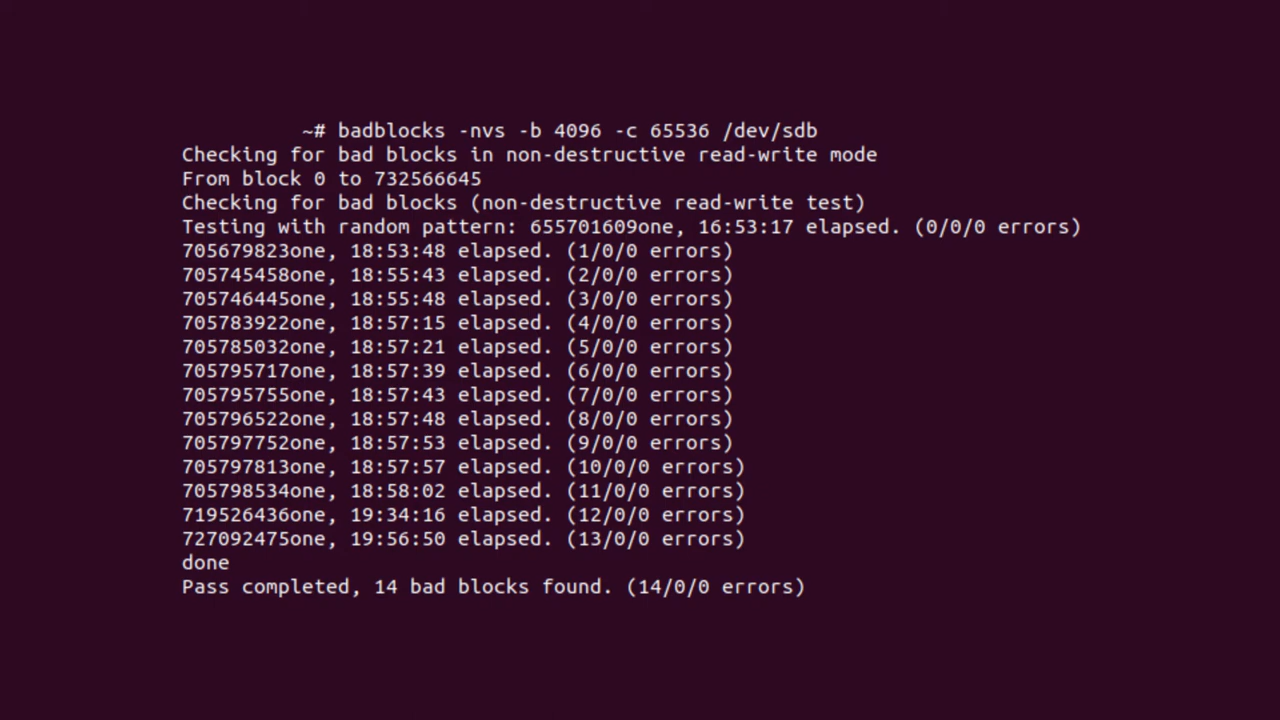 ~# badblocks -nvs -b 4096 -c 65536 /dev/sdb
Checking for bad blocks in non-destructive read-write mode
From block 0 to 732566645
Checking for bad blocks (non-destructive read-write test)
Testing with random pattern: 655701609one, 16:53:17 elapsed. (0/0/0 errors)
705679823one, 18:53:48 elapsed. (1/0/0 errors)
705745458one, 18:55:43 elapsed. (2/0/0 errors)
705746445one, 18:55:48 elapsed. (3/0/0 errors)
705783922one, 18:57:15 elapsed. (4/0/0 errors)
705785032one, 18:57:21 elapsed. (5/0/0 errors)
705795717one, 18:57:39 elapsed. (6/0/0 errors)
705795755one, 18:57:43 elapsed. (7/0/0 errors)
705796522one, 18:57:48 elapsed. (8/0/0 errors)
705797752one, 18:57:53 elapsed. (9/0/0 errors)
705797813one, 18:57:57 elapsed. (10/0/0 errors)
705798534one, 18:58:02 elapsed. (11/0/0 errors)
719526436one, 19:34:16 elapsed. (12/0/0 errors)
727092475one, 19:56:50 elapsed. (13/0/0 errors)
done
Pass completed, 14 bad blocks found. (14/0/0 errors)